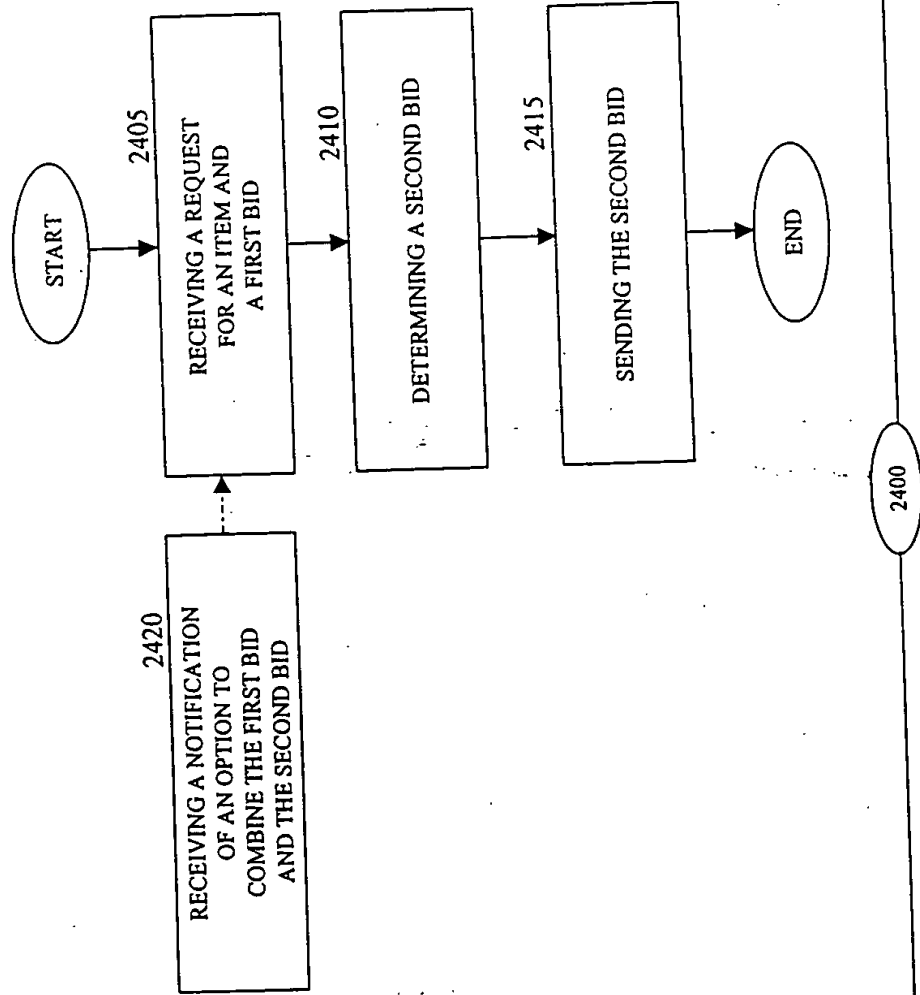 START
2405
RECEIVING A REQUEST
FOR AN ITEM AND
A FIRST BID
2410
DETERMINING A SECOND BID
2415
SENDING THE SECOND BID
END
2420
RECEIVING A NOTIFICATION
OF AN OPTION TO
COMBINE THE FIRST BID
AND THE SECOND BID
2400